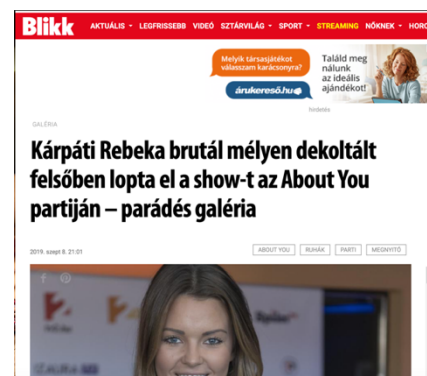 Blikk
AKTUÁLIS LEGFRISSEBB VIDEÓ SZTÁRVILÁG SPORT STREAMING NŐKNEK
Melyik társasjátékot
válasszam karácsonyra?
árukereső.hu
Találd meg
nálunk
az ideális
ajándékot!
hirdetés
GALÉRIA
Kárpáti Rebeka brutál mélyen dekoltált
felsőben lopta el a show-t az About You
partiján – parádés galéria
2019. szept 8. 21:01
ABOUT YOU RUHÁK PARTI MEGNYITÓ